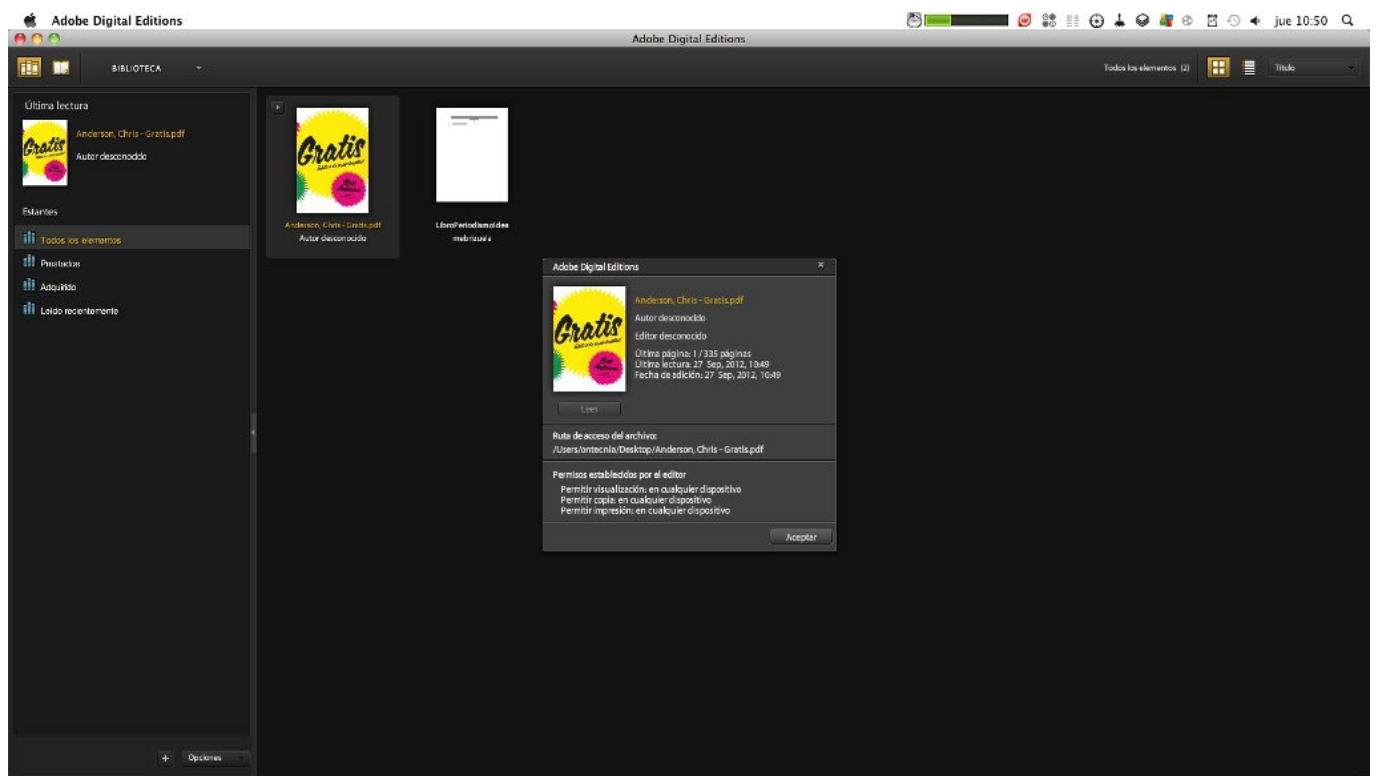 Adobe Digital Editions
jue 10:50
Adobe Digital Editions
BIBLIOTECA
Todos los elementos (2)
Título
Última lectura
Anderson, Chris - Gratis.pdf
Autor desconocido
Gratis
Estantes
Todos los elementos
Prestados
Adquirido
Leído recientemente
Gratis
Anderson, Chris - Gratis.pdf
Autor desconocido
LibroPeriodismoidea
mebrizuela
Adobe Digital Editions
Gratis
Anderson, Chris - Gratis.pdf
Autor desconocido
Editor desconocido
Última página: 1 / 335 páginas
Última lectura: 27 Sep, 2012, 10:49
Fecha de adición: 27 Sep, 2012, 10:49
Leer
Ruta de acceso del archivo:
/Users/ontecnia/Desktop/Anderson, Chris - Gratis.pdf
Permisos establecidos por el editor
Permitir visualización: en cualquier dispositivo
Permitir copia: en cualquier dispositivo
Permitir impresión: en cualquier dispositivo
Aceptar
+ Opciones